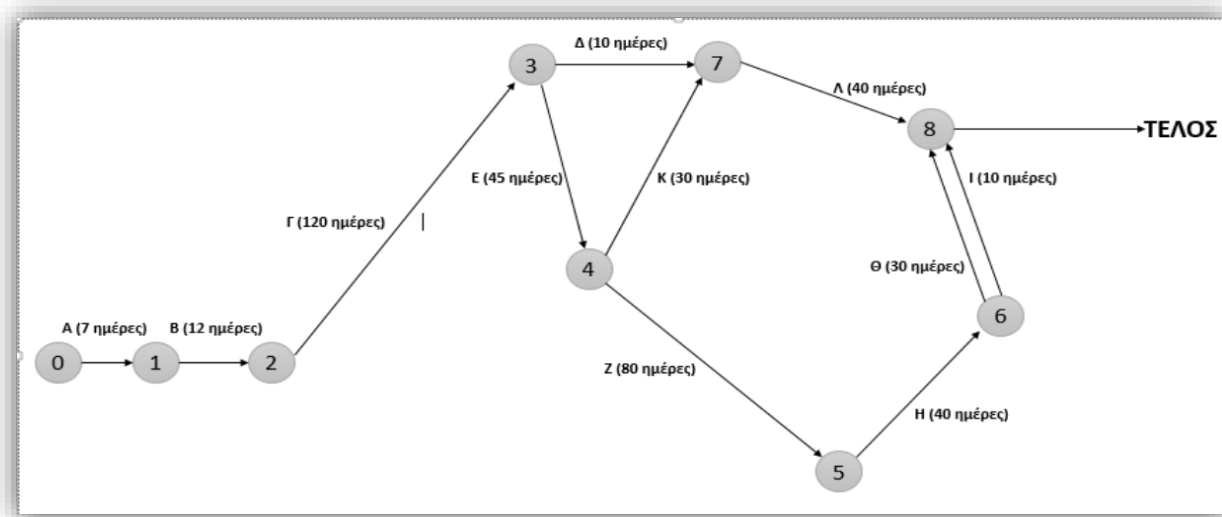 Δ (10 ημέρες)
3
7
Λ (40 ημέρες)
8
ΤΕΛΟΣ
Ε (45 ημέρες)
Κ (30 ημέρες)
Ι (10 ημέρες)
Γ (120 ημέρες)
4
Θ (30 ημέρες)
6
Α (7 ημέρες)
Β (12 ημέρες)
0
1
2
Ζ (80 ημέρες)
Η (40 ημέρες)
5